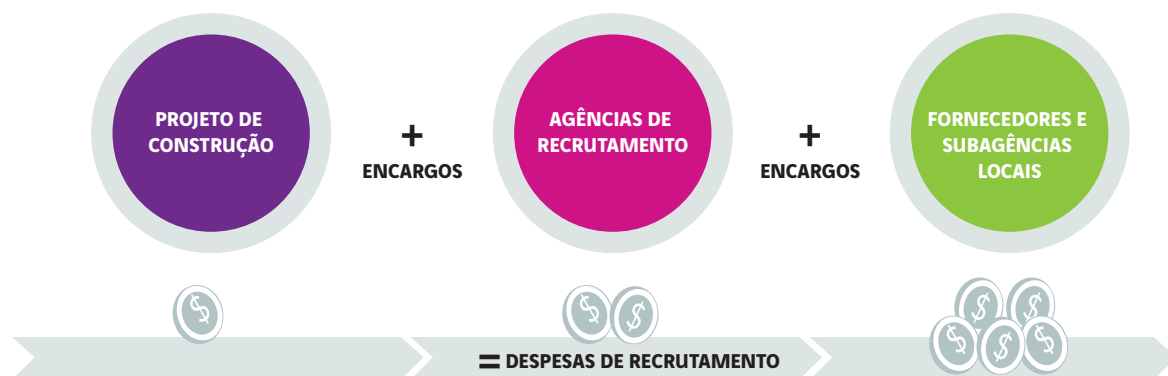 PROJETO DE
CONSTRUÇÃO
+
ENCARGOS
AGÊNCIAS DE
RECRUTAMENTO
+
ENCARGOS
FORNECEDORES E
SUBAGÊNCIAS
LOCAIS
$
$ $
$ $
$ $ $
= DESPESAS DE RECRUTAMENTO